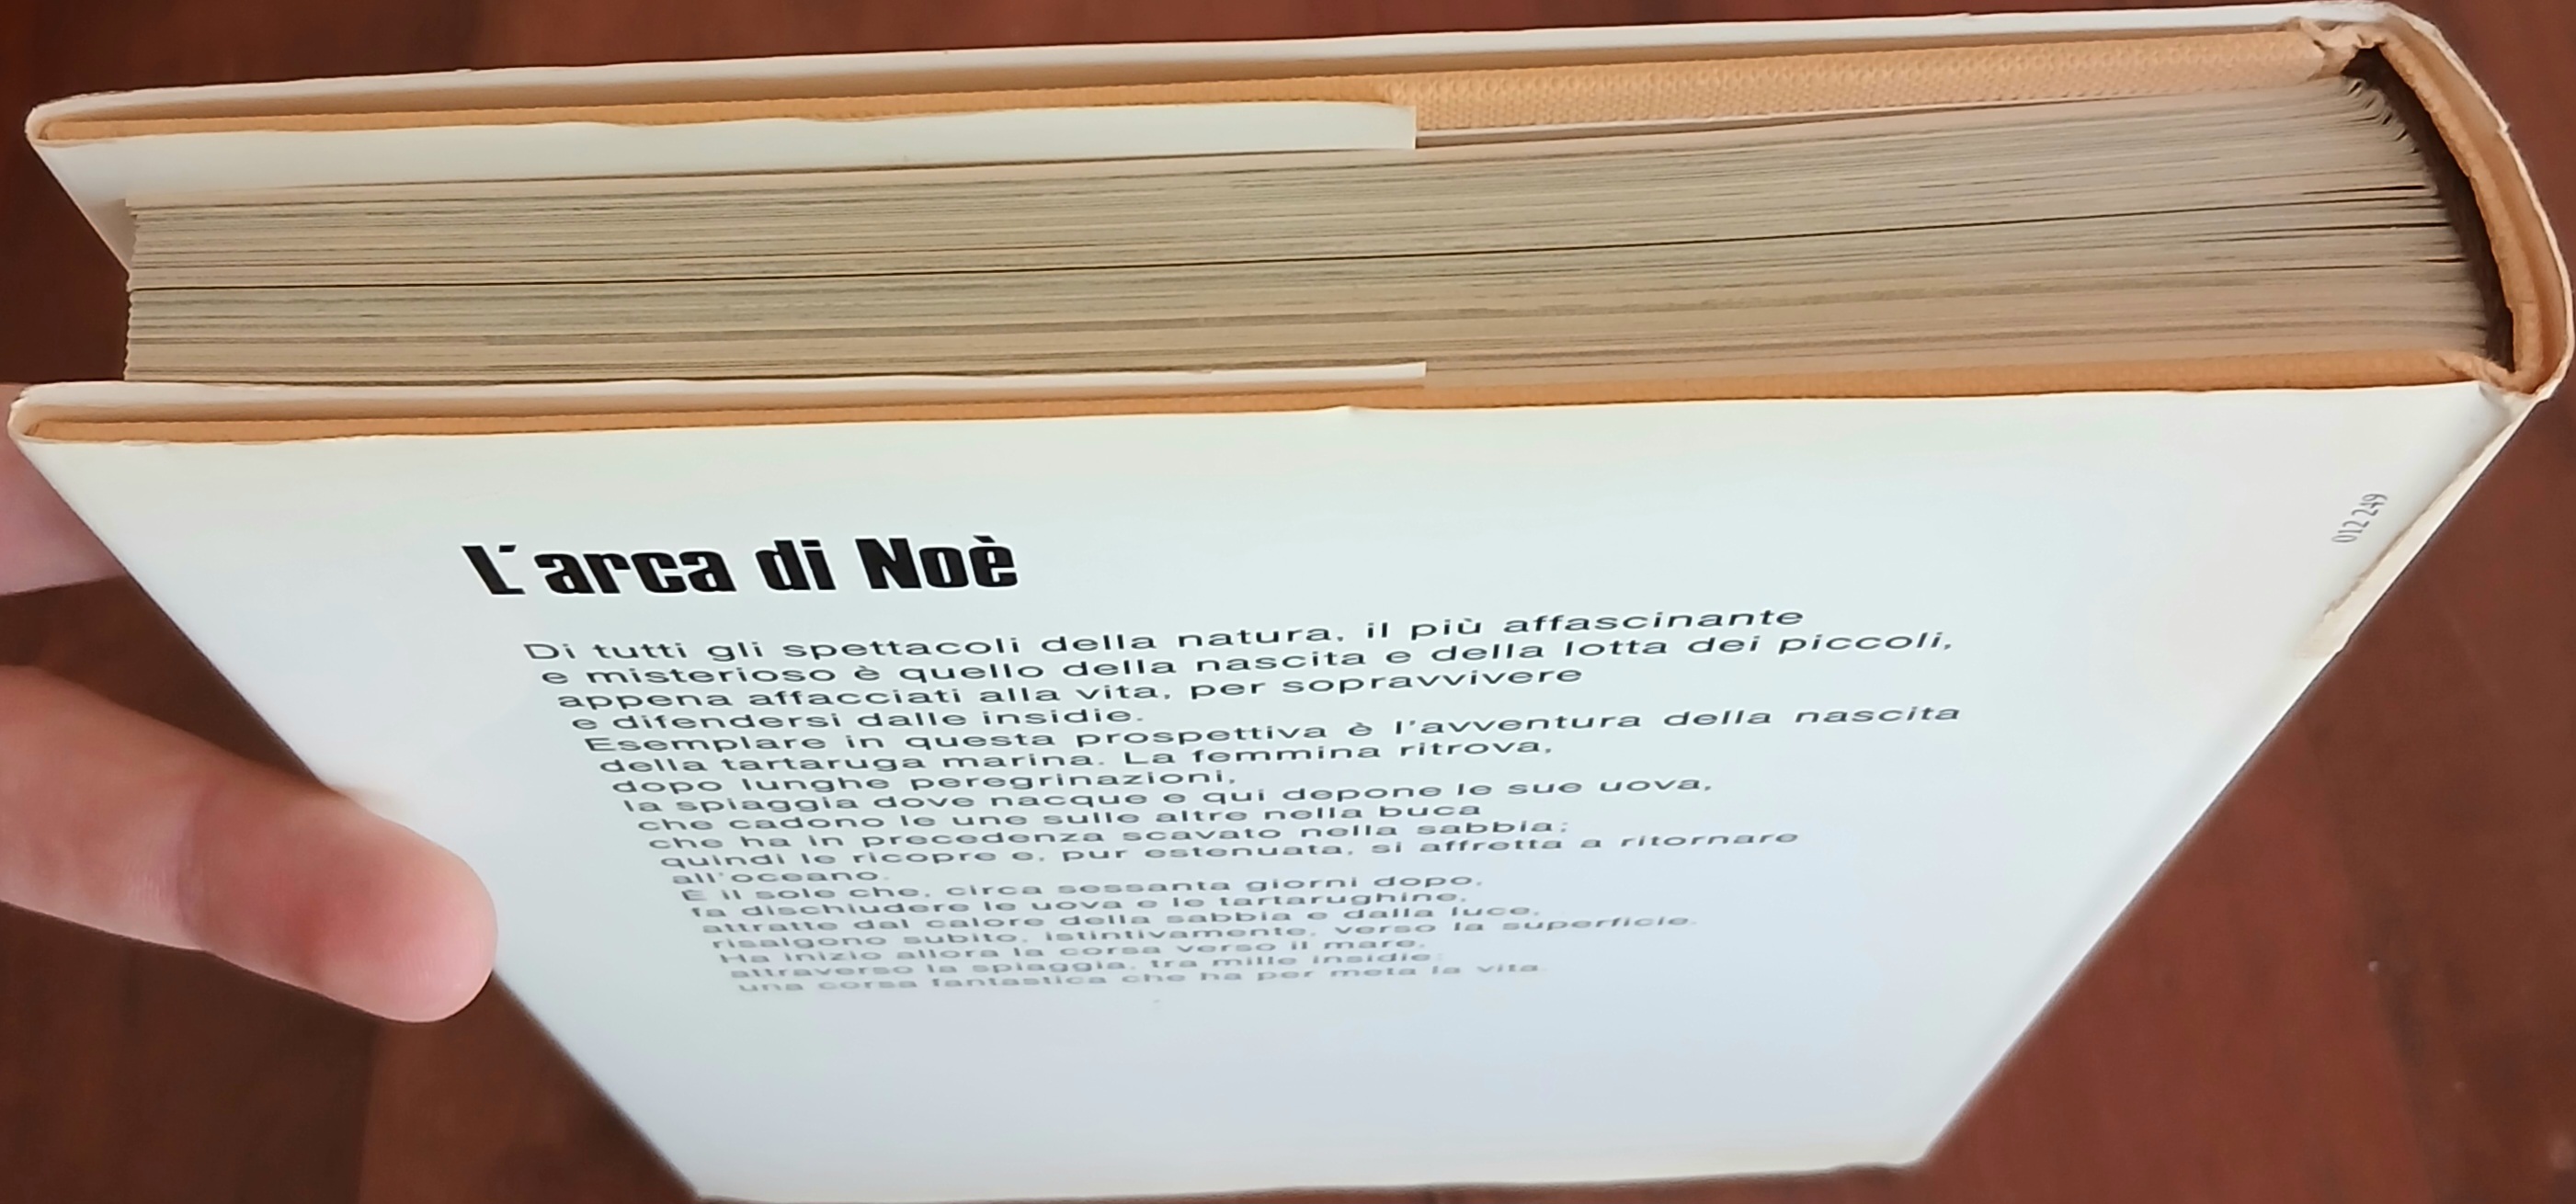 L'arca di Noè
Di tutti gli spettacoli della natura, il più affascinante
e misterioso è quello della nascita e della lotta dei piccoli,
appena affacciati alla vita, per sopravvivere
e difendersi dalle insidie.
Esemplare in questa prospettiva è l'avventura della nascita
della tartaruga marina. La femmina ritrova,
dopo lunghe peregrinazioni,
la spiaggia dove nacque e qui depone le sue uova,
che cadono le une sulle altre nella buca
che ha in precedenza scavato nella sabbia;
quindi le ricopre e, pur estenuata, si affretta a ritornare
all'oceano.
È il sole che, circa sessanta giorni dopo,
fa dischiudere le uova e le tartarughine,
attratte dal calore della sabbia e dalla luce,
risalgono subito, istintivamente, verso la superficie.
Ha inizio allora la corsa verso il mare,
attraverso la spiaggia, tra mille insidie:
una corsa fantastica che ha per meta la vita.
012 249